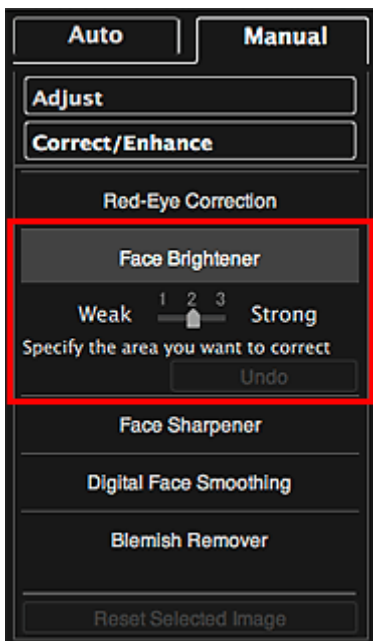 Auto Manual
Adjust
Correct/Enhance
Red-Eye Correction
Face Brightener
1 2 3
Weak Strong
Specify the area you want to correct
Undo
Face Sharpener
Digital Face Smoothing
Blemish Remover
Reset Selected Image